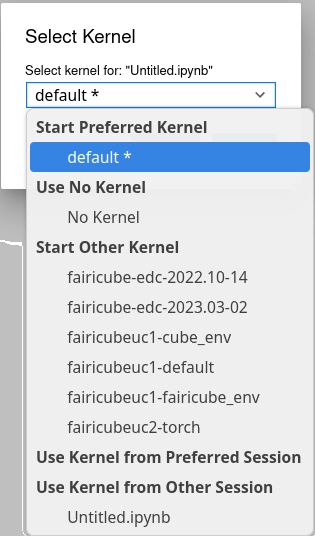 Select Kernel
Select kernel for: "Untitled.ipynb"
default *
Start Preferred Kernel
default *
Use No Kernel
No Kernel
Start Other Kernel
fairicube-edc-2022.10-14
fairicube-edc-2023.03-02
fairicubeuc1-cube_env
fairicubeuc1-default
fairicubeuc1-fairicube_env
fairicubeuc2-torch
Use Kernel from Preferred Session
Use Kernel from Other Session
Untitled.ipynb